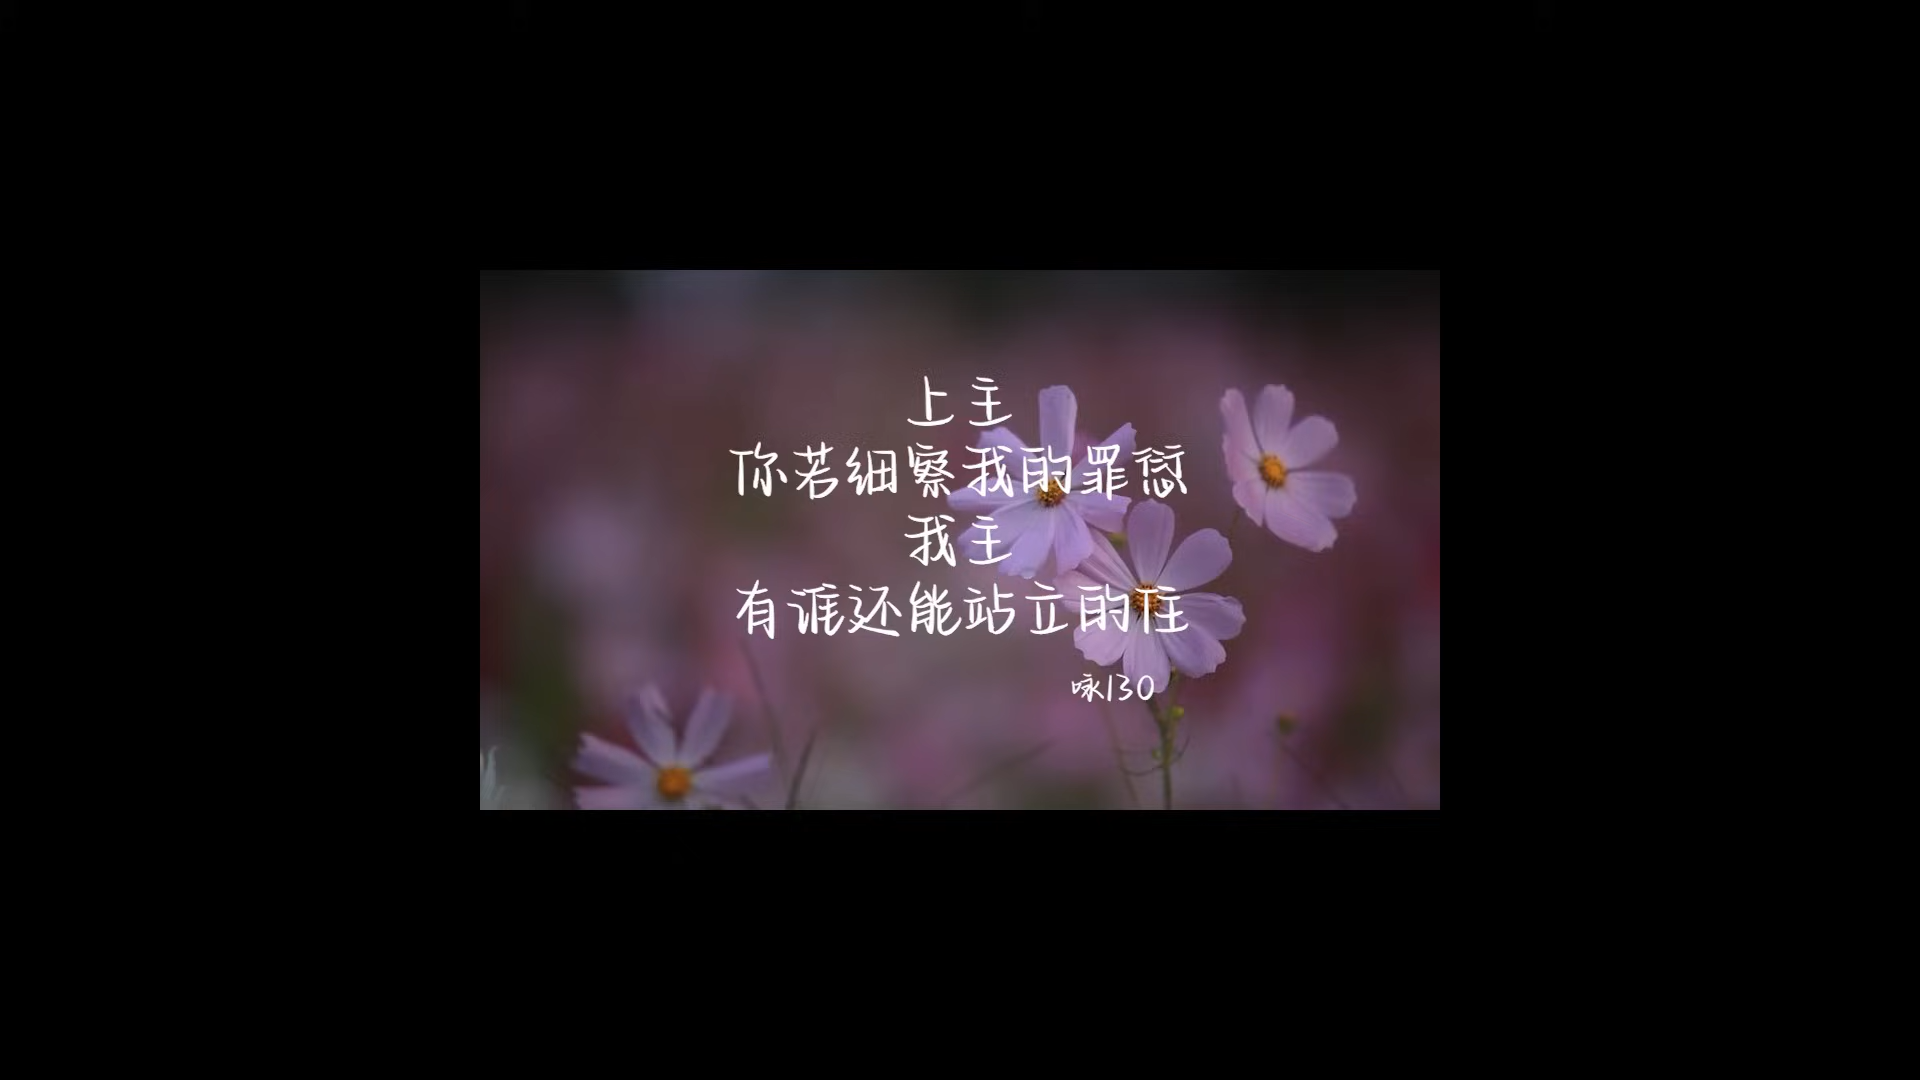 上主
你若细察我的罪愆
我主
有谁还能站立的住
咏130